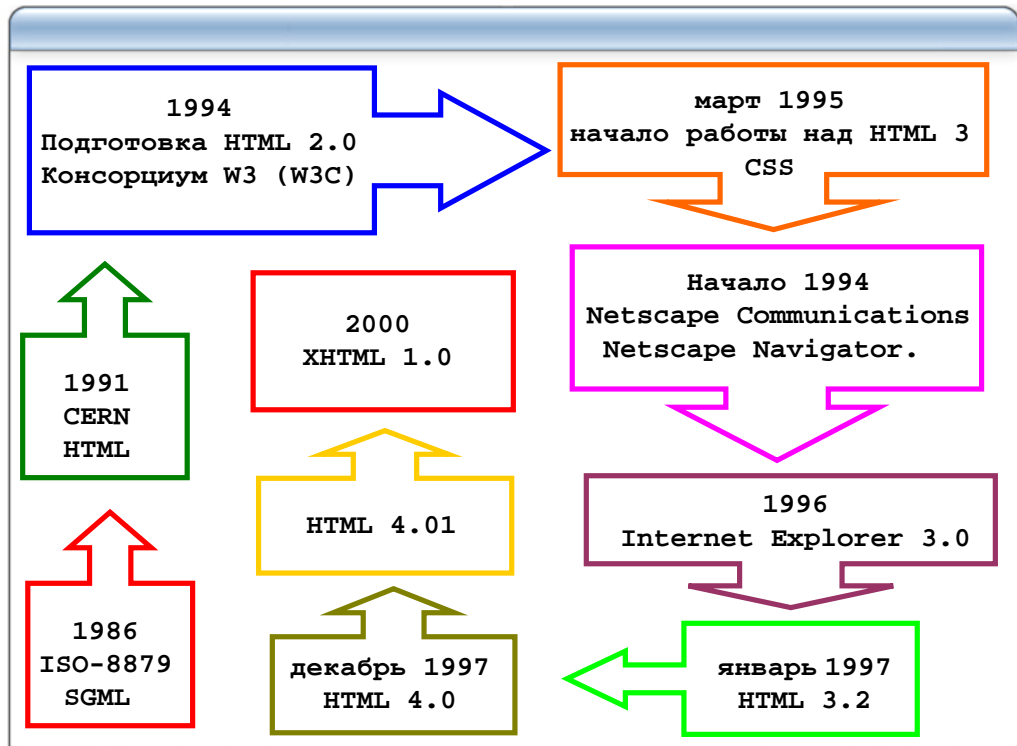 1994
Подготовка HTML 2.0
Консорциум W3 (W3C)
март 1995
начало работы над HTML 3
CSS
Начало 1994
Netscape Communications
Netscape Navigator.
2000
XHTML 1.0
1991
CERN
HTML
HTML 4.01
1996
Internet Explorer 3.0
1986
ISO-8879
SGML
декабрь 1997
HTML 4.0
январь 1997
HTML 3.2